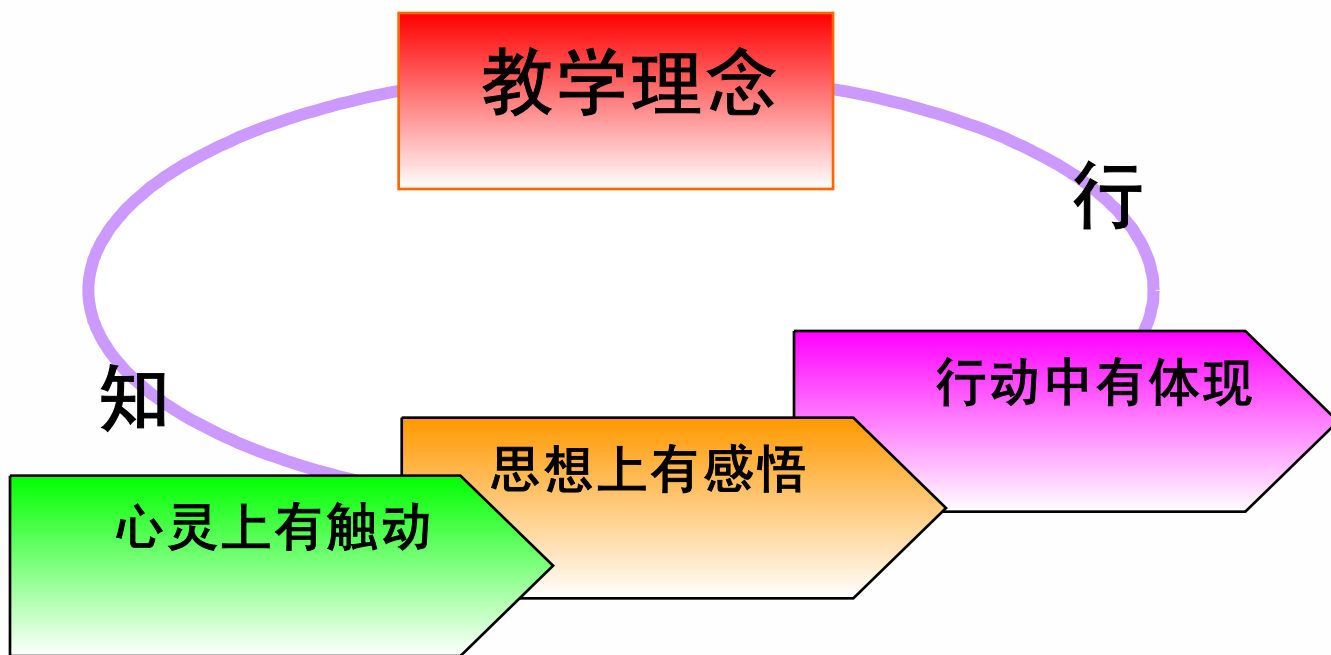 教学理念
行
知
行动中有体现
思想上有感悟
心灵上有触动